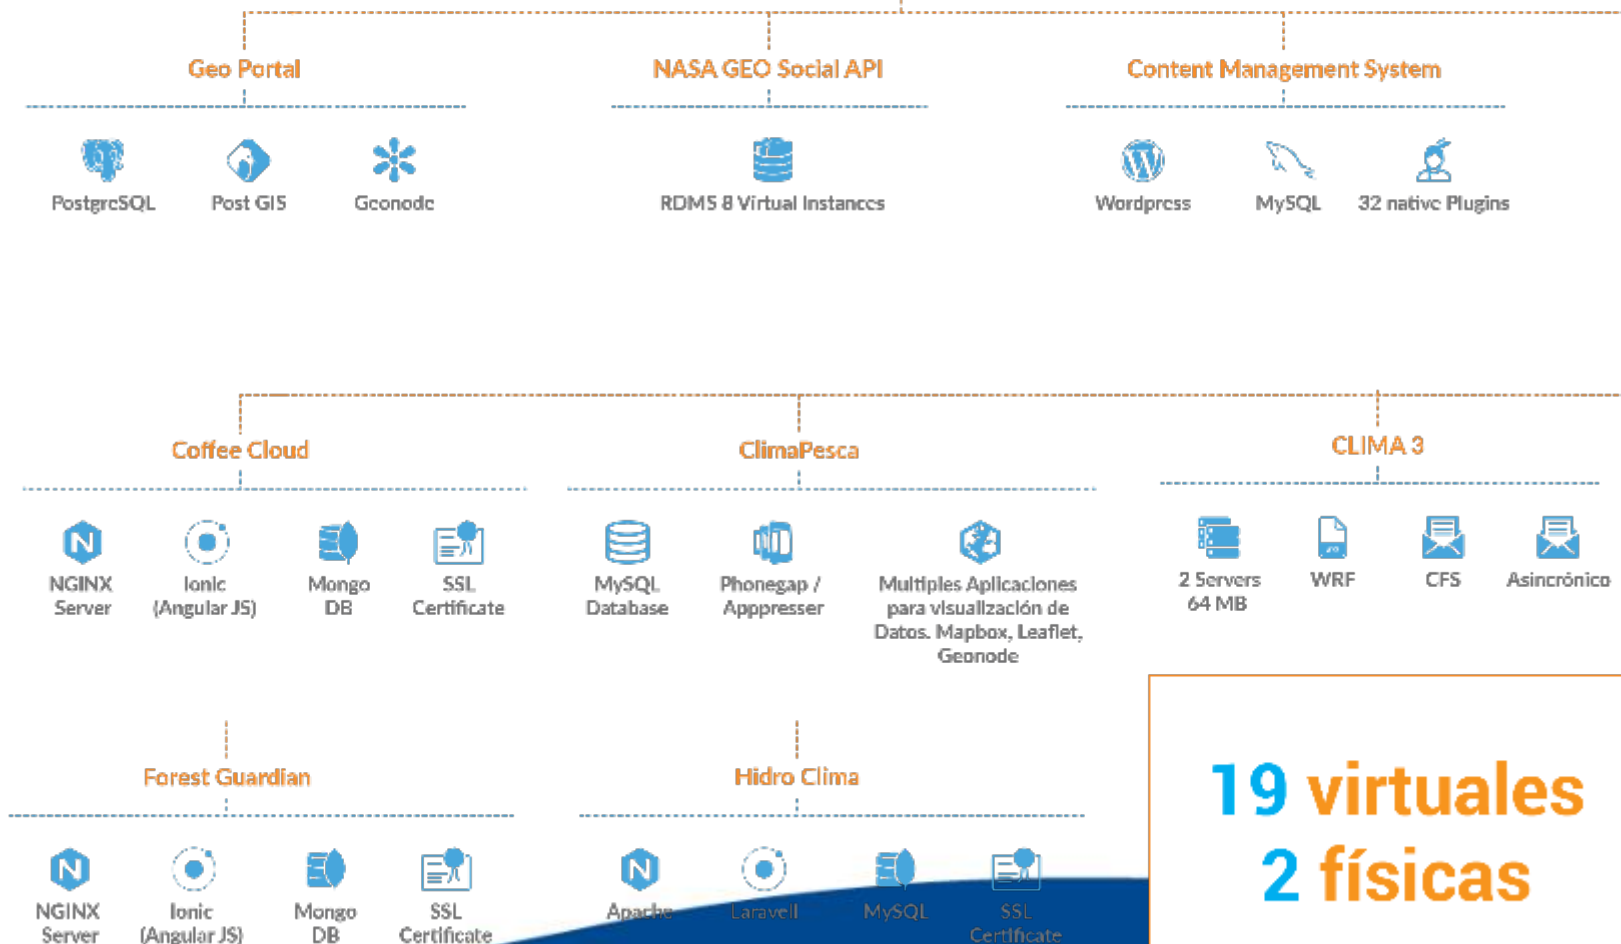 Geo Portal
NASA GEO Social API
Content Management System
PostgreSQL
Post GIS
Geonode
RDMS 8 Virtual Instances
Wordpress
MySQL
32 native Plugins
Coffee Cloud
ClimaPesca
CLIMA 3
NGINX
Server
Ionic
(Angular JS)
Mongo
DB
SSL
Certificate
MySQL
Database
Phonegap /
Apppresser
Multiples Aplicaciones
para visualización de
Datos. Mapbox, Leaflet,
Geonode
2 Servers
64 MB
WRF
CFS
Asincrónico
Forest Guardian
Hidro Clima
NGINX
Server
Ionic
(Angular JS)
Mongo
DB
SSL
Certificate
Apache
Laravell
MySQL
SSL
Certificate
19 virtuales
2 físicas